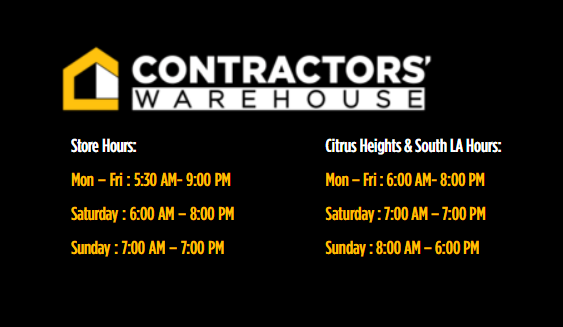 CONTRACTORS’
WAREHOUSE
Store Hours:
Mon – Fri : 5:30 AM- 9:00 PM
Saturday : 6:00 AM – 8:00 PM
Sunday : 7:00 AM – 7:00 PM
Citrus Heights & South LA Hours:
Mon – Fri : 6:00 AM- 8:00 PM
Saturday : 7:00 AM – 7:00 PM
Sunday : 8:00 AM – 6:00 PM